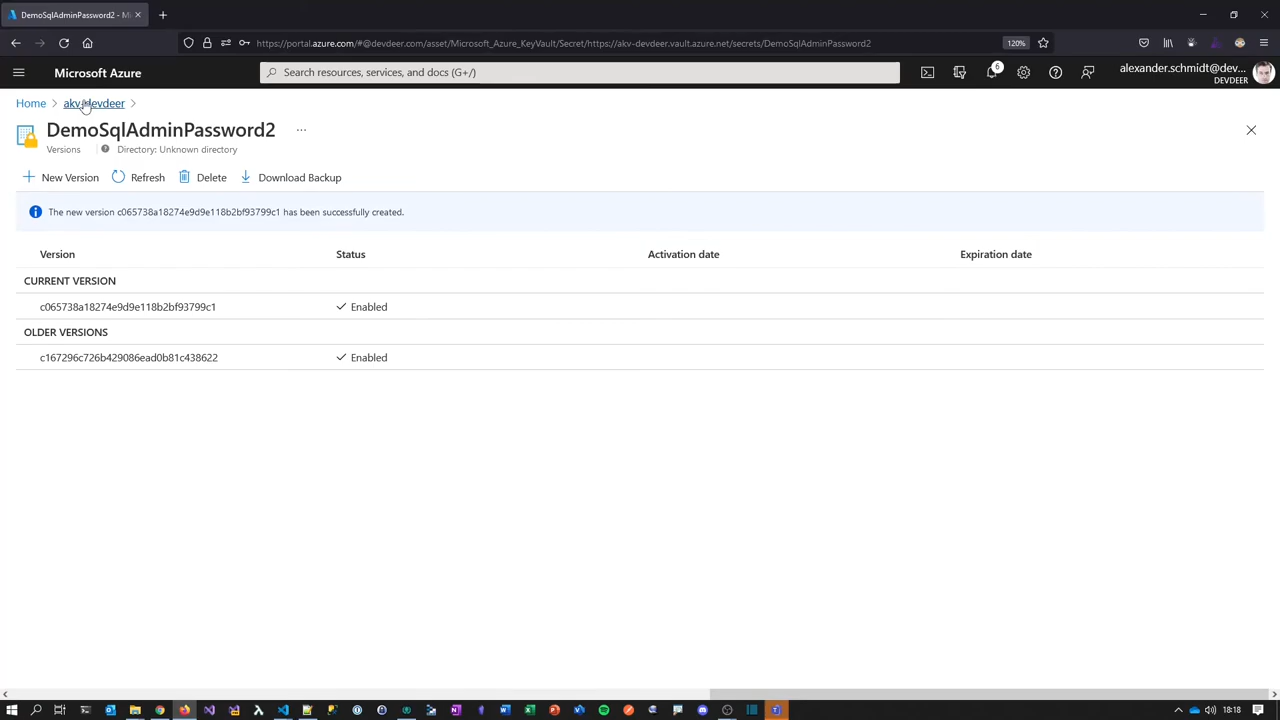 DemoSqlAdminPassword2 - Mi
https://portal.azure.com/#@devdeer.com/asset/Microsoft_Azure_KeyVault/Secret/https://akv-devdeer.vault.azure.net/secrets/DemoSqlAdminPassword2
120%
Microsoft Azure
Search resources, services, and docs (G+/)
6
alexander.schmidt@dev...
DEVDEER
Home > akv-devdeer >
DemoSqlAdminPassword2 ...
Versions
Directory: Unknown directory
New Version
Refresh
Delete
Download Backup
The new version c065738a18274e9d9e118b2bf93799c1 has been successfully created.
Version Status Activation date Expiration date
CURRENT VERSION
c065738a18274e9d9e118b2bf93799c1 Enabled
OLDER VERSIONS
c167296c726b429086ead0b81c438622 Enabled
18:18